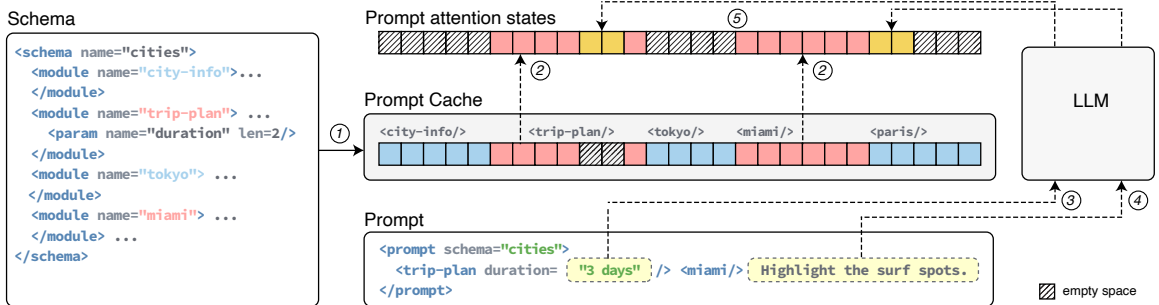 Schema
<schema name="cities">
<module name="city-info">...
</module>
<module name="trip-plan"> ...
<param name="duration" len=2/>
</module>
<module name="tokyo"> ...
</module>
<module name="miami"> ...
</module> ...
</schema>
1
Prompt attention states
5
2
2
Prompt Cache
<city-info/> <trip-plan/> <tokyo/> <miami/> <paris/>
LLM
3
4
Prompt
<prompt schema="cities">
<trip-plan duration= "3 days" /> <miami/> Highlight the surf spots.
</prompt>
empty space